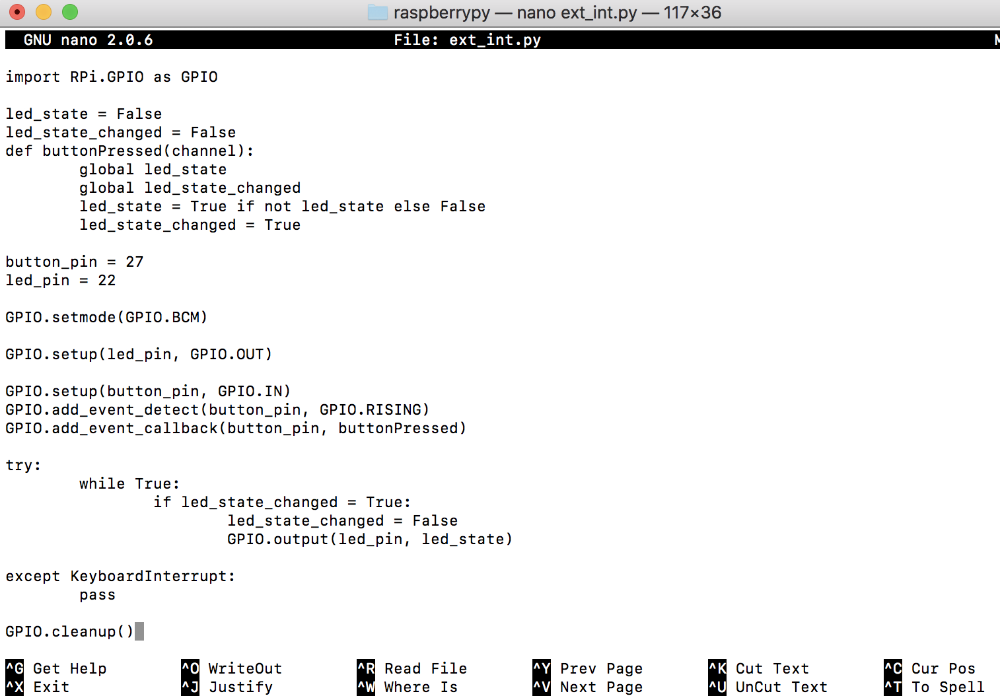 raspberrypy — nano ext_int.py — 117×36
GNU nano 2.0.6 File: ext_int.py M
import RPi.GPIO as GPIO
led_state = False
led_state_changed = False
def buttonPressed(channel):
        global led_state
        global led_state_changed
        led_state = True if not led_state else False
        led_state_changed = True
button_pin = 27
led_pin = 22
GPIO.setmode(GPIO.BCM)
GPIO.setup(led_pin, GPIO.OUT)
GPIO.setup(button_pin, GPIO.IN)
GPIO.add_event_detect(button_pin, GPIO.RISING)
GPIO.add_event_callback(button_pin, buttonPressed)
try:
        while True:
                if led_state_changed = True:
                        led_state_changed = False
                        GPIO.output(led_pin, led_state)
except KeyboardInterrupt:
        pass
GPIO.cleanup()
^G Get Help ^O WriteOut ^R Read File ^Y Prev Page ^K Cut Text ^C Cur Pos
^X Exit ^J Justify ^W Where Is ^V Next Page ^U UnCut Text ^T To Spell